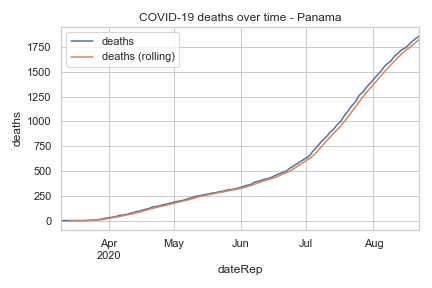 COVID-19 deaths over time - Panama
deaths
deaths (rolling)
1750
1500
1250
1000
750
500
250
0
deaths
Apr
2020
May
Jun
Jul
Aug
dateRep